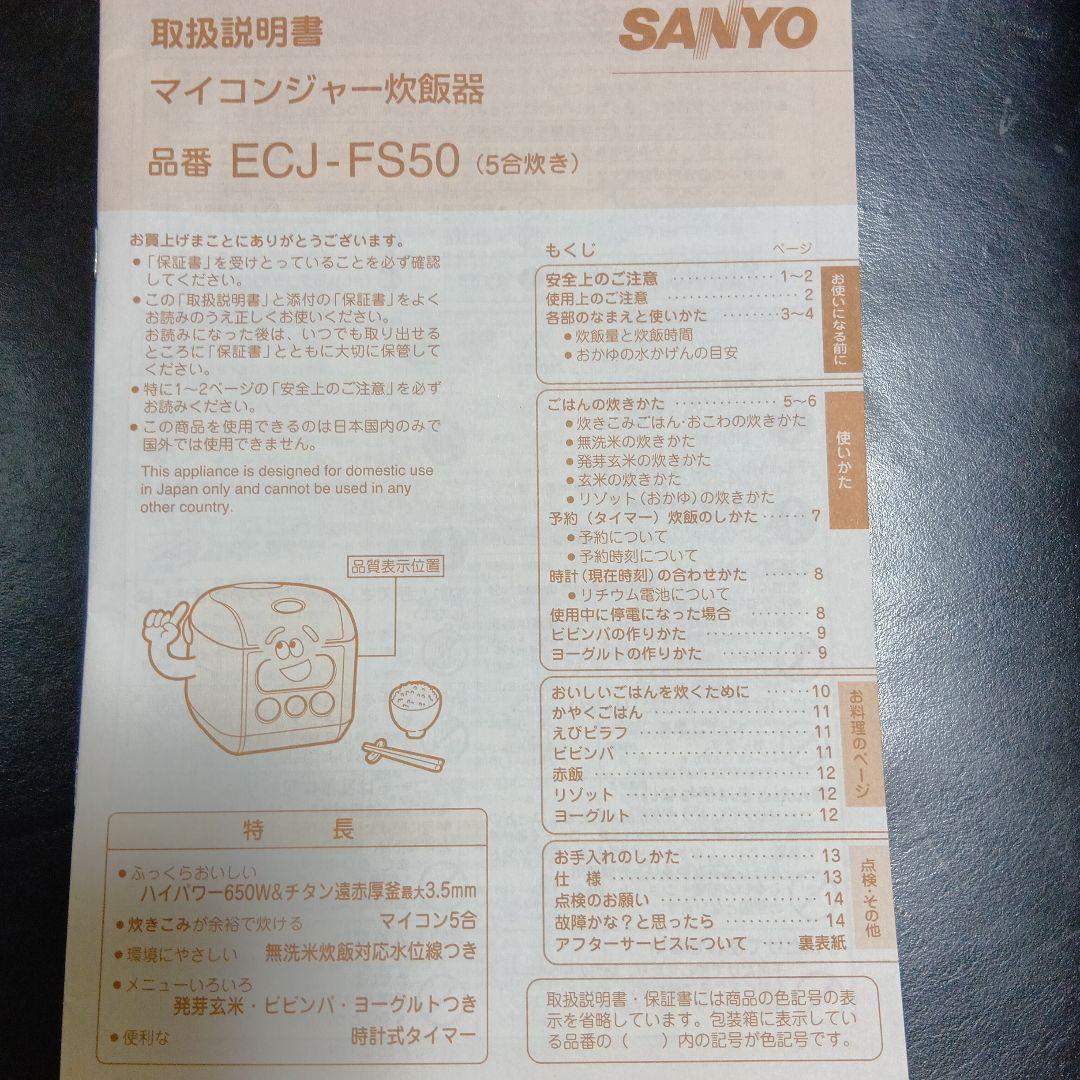 取扱説明書
SANYO
マイコンジャー炊飯器
品番 ECJ-FS50 (5合炊き)
お買上げまことにありがとうございます。
●「保証書」を受けとっていることを必ず確認
してください。
●この「取扱説明書」と添付の「保証書」をよく
お読みのうえ正しくお使いください。
お読みになった後は、いつでも取り出せる
ところに「保証書」とともに大切に保管して
ください。
●特に1〜2ページの「安全上のご注意」を必ず
お読みください。
●この商品を使用できるのは日本国内のみで
国外では使用できません。
This appliance is designed for domestic use
in Japan only and cannot be used in any
other country.
品質表示位置
特 長
●ふっくらおいしい
ハイパワー650W&チタン遠赤厚釜最大3.5mm
●炊きこみが余裕で炊ける マイコン5合
●環境にやさしい 無洗米炊飯対応水位線つき
●メニューいろいろ
発芽玄米・ビビンバ・ヨーグルトつき
●便利な 時計式タイマー
もくじ ページ
安全上のご注意 ·············· 1〜2
使用上のご注意 ·················· 2
各部のなまえと使いかた ········ 3〜4
●炊飯量と炊飯時間
●おかゆの水かげんの目安
お使いになる前に
ごはんの炊きかた ·············· 5〜6
●炊きこみごはん・おこわの炊きかた
●無洗米の炊きかた
●発芽玄米の炊きかた
●玄米の炊きかた
●リゾット(おかゆ)の炊きかた
予約(タイマー)炊飯のしかた ······ 7
●予約について
●予約時刻について
時計(現在時刻)の合わせかた ······ 8
●リチウム電池について
使用中に停電になった場合 ········ 8
ビビンバの作りかた ·············· 9
ヨーグルトの作りかた ············ 9
使いかた
おいしいごはんを炊くために ······ 10
かやくごはん ···················· 11
えびピラフ ······················ 11
ビビンバ ························ 11
赤飯 ···························· 12
リゾット ························ 12
ヨーグルト ······················ 12
お料理のページ
お手入れのしかた ················ 13
仕 様 ·························· 13
点検のお願い ···················· 14
故障かな?と思ったら ············ 14
アフターサービスについて ···· 裏表紙
点検・その他
取扱説明書・保証書には商品の色記号の表
示を省略しています。包装箱に表示してい
る品番の( )内の記号が色記号です。